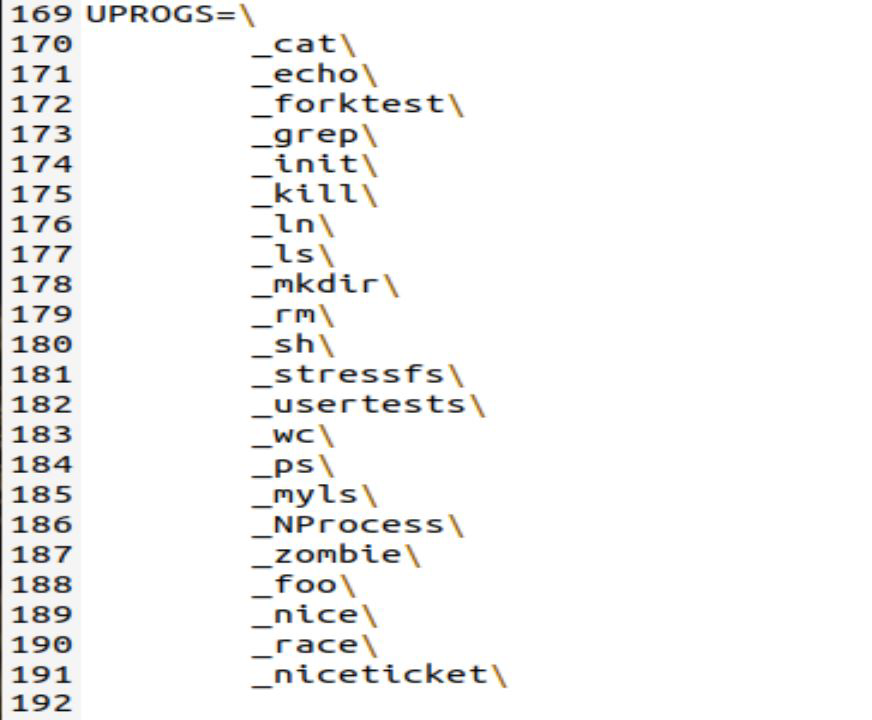 169 UPROGS=\
170 _cat\
171 _echo\
172 _forktest\
173 _grep\
174 _init\
175 _kill\
176 _ln\
177 _ls\
178 _mkdir\
179 _rm\
180 _sh\
181 _stressfs\
182 _usertests\
183 _wc\
184 _ps\
185 _myls\
186 _NProcess\
187 _zombie\
188 _foo\
189 _nice\
190 _race\
191 _niceticket\
192